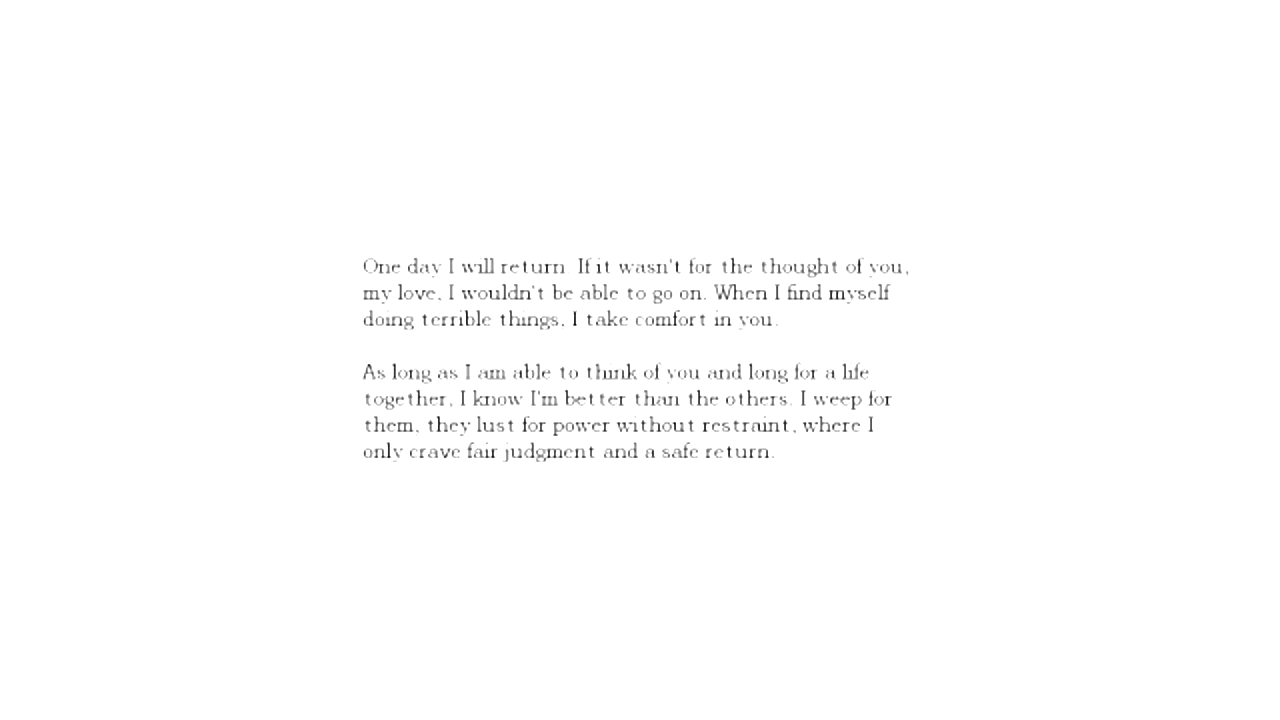 One day I will return. If it wasn't for the thought of you,
my love, I wouldn't be able to go on. When I find myself
doing terrible things, I take comfort in you.
As long as I am able to think of you and long for a life
together, I know I'm better than the others. I weep for
them, they lust for power without restraint, where I
only crave fair judgment and a safe return.